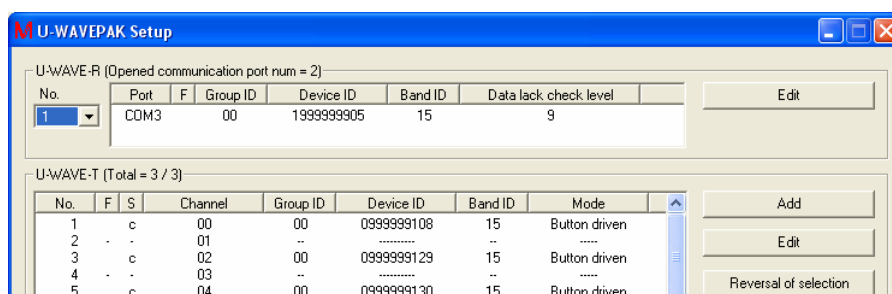 M U-WAVEPAK Setup
U-WAVE-R (Opened communication port num = 2)
No. Port F Group ID Device ID Band ID Data lack check level Edit
1 COM3 00 1999999905 15 9
U-WAVE-T (Total = 3 / 3)
No. F S Channel Group ID Device ID Band ID Mode Add
1 c 00 00 0999999108 15 Button driven
2 - - 01 -- ---------- -- ----- Edit
3 c 02 00 0999999129 15 Button driven
4 - - 03 -- ---------- -- ----- Reversal of selection
5 c 04 00 0999999130 15 Button driven